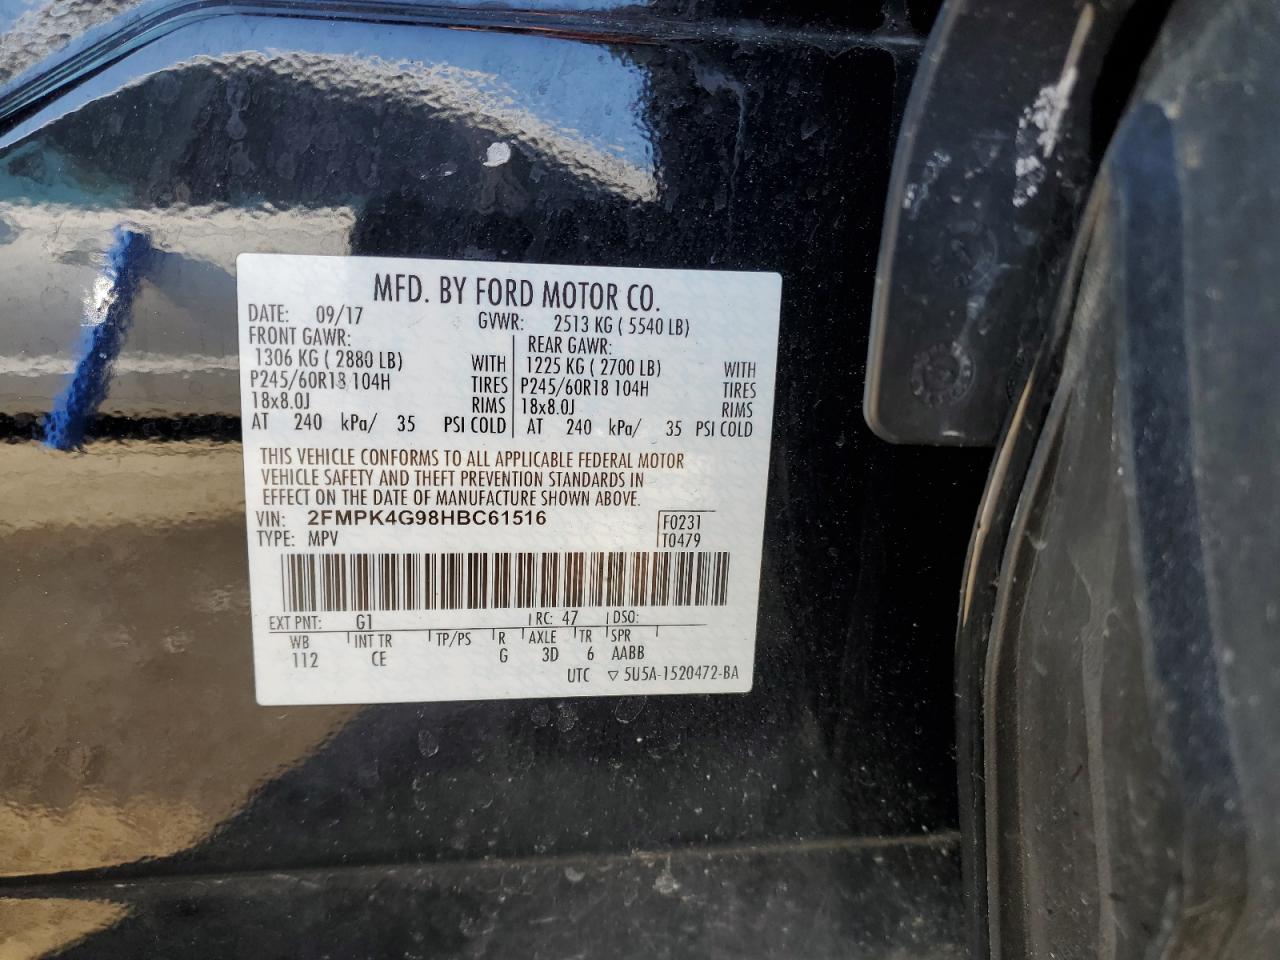 MFD. BY FORD MOTOR CO.
DATE: 09/17 GVWR: 2513 KG ( 5540 LB)
FRONT GAWR: REAR GAWR:
1306 KG ( 2880 LB) WITH 1225 KG ( 2700 LB) WITH
P245/60R18 104H TIRES P245/60R18 104H TIRES
18x8.0J RIMS 18x8.0J RIMS
AT 240 kPa/ 35 PSI COLD AT 240 kPa/ 35 PSI COLD
THIS VEHICLE CONFORMS TO ALL APPLICABLE FEDERAL MOTOR
VEHICLE SAFETY AND THEFT PREVENTION STANDARDS IN
EFFECT ON THE DATE OF MANUFACTURE SHOWN ABOVE.
VIN: 2FMPK4G98HBC61516 F0231
TYPE: MPV T0479
EXT PNT: G1 RC: 47 DSO:
WB INT TR TP/PS R AXLE TR SPR
112 CE G 3D 6 AABB
UTC ▽ 5U5A-1520472-BA